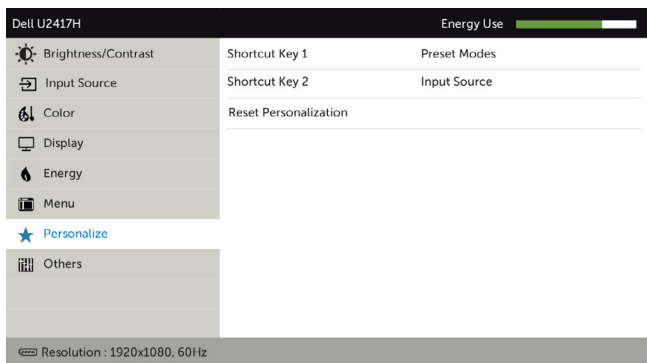 Dell U2417H Energy Use
Brightness/Contrast Shortcut Key 1 Preset Modes
Input Source Shortcut Key 2 Input Source
Color Reset Personalization
Display
Energy
Menu
Personalize
Others
Resolution : 1920x1080, 60Hz